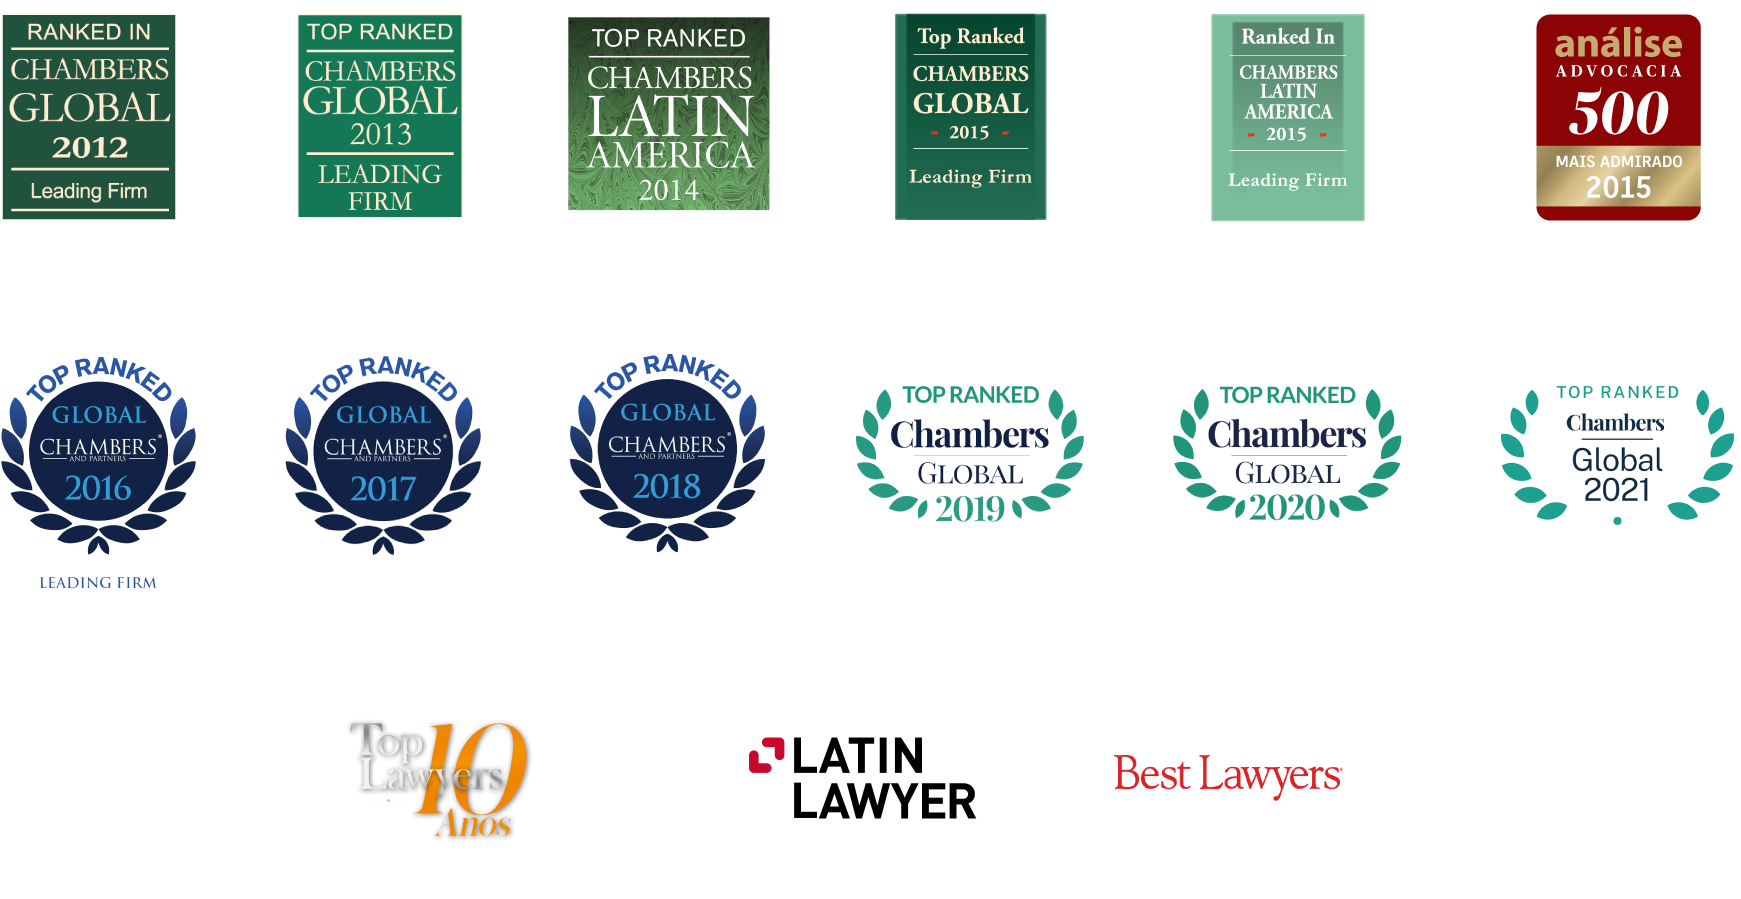 RANKED IN
CHAMBERS
GLOBAL
2012
Leading Firm
TOP RANKED
CHAMBERS
GLOBAL
2013
LEADING
FIRM
TOP RANKED
CHAMBERS
LATIN
AMERICA
2014
Top Ranked
CHAMBERS
GLOBAL
- 2015 -
Leading Firm
Ranked In
CHAMBERS
LATIN
AMERICA
- 2015 -
Leading Firm
análise
ADVOCACIA
500
MAIS ADMIRADO
2015
TOP RANKED
GLOBAL
CHAMBERS®
AND PARTNERS
2016
LEADING FIRM
TOP RANKED
GLOBAL
CHAMBERS®
AND PARTNERS
2017
TOP RANKED
GLOBAL
CHAMBERS®
AND PARTNERS
2018
TOP RANKED
Chambers
GLOBAL
2019
TOP RANKED
Chambers
GLOBAL
2020
TOP RANKED
Chambers
Global
2021
Top 10
Lawyers
Anos
LATIN
LAWYER
Best Lawyers®